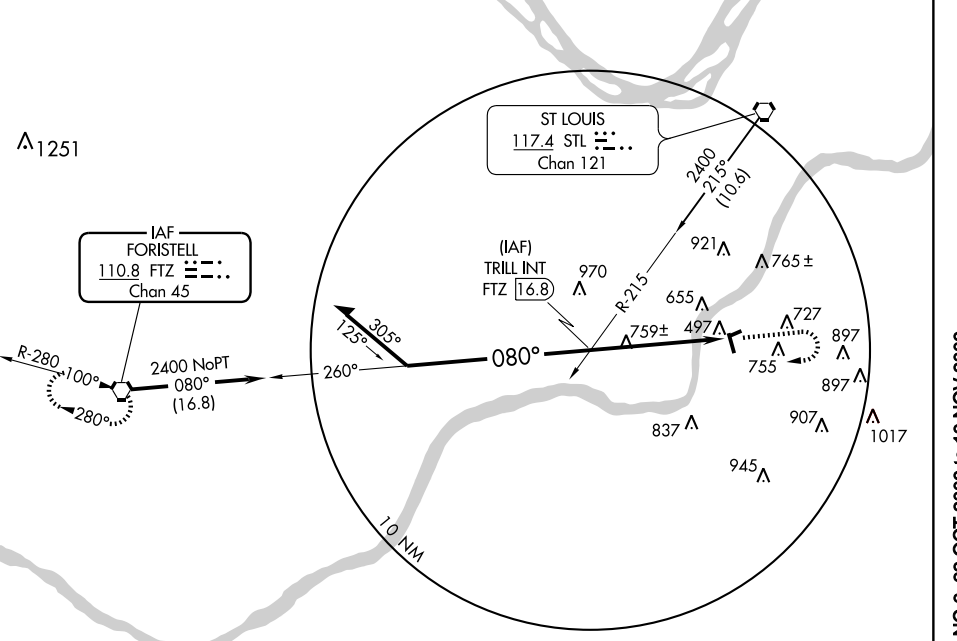 1251
ST LOUIS
117.4 STL
Chan 121
2400
215°
(10.6)
IAF
FORISTELL
110.8 FTZ
Chan 45
(IAF)
TRILL INT
FTZ 16.8
970
921
765 ±
R-215
655
727
759±
497
897
755
305°
125°
080°
R-280
100°
2400 NoPT
080°
(16.8)
260°
280°
897
837
907
1017
945
10 NM